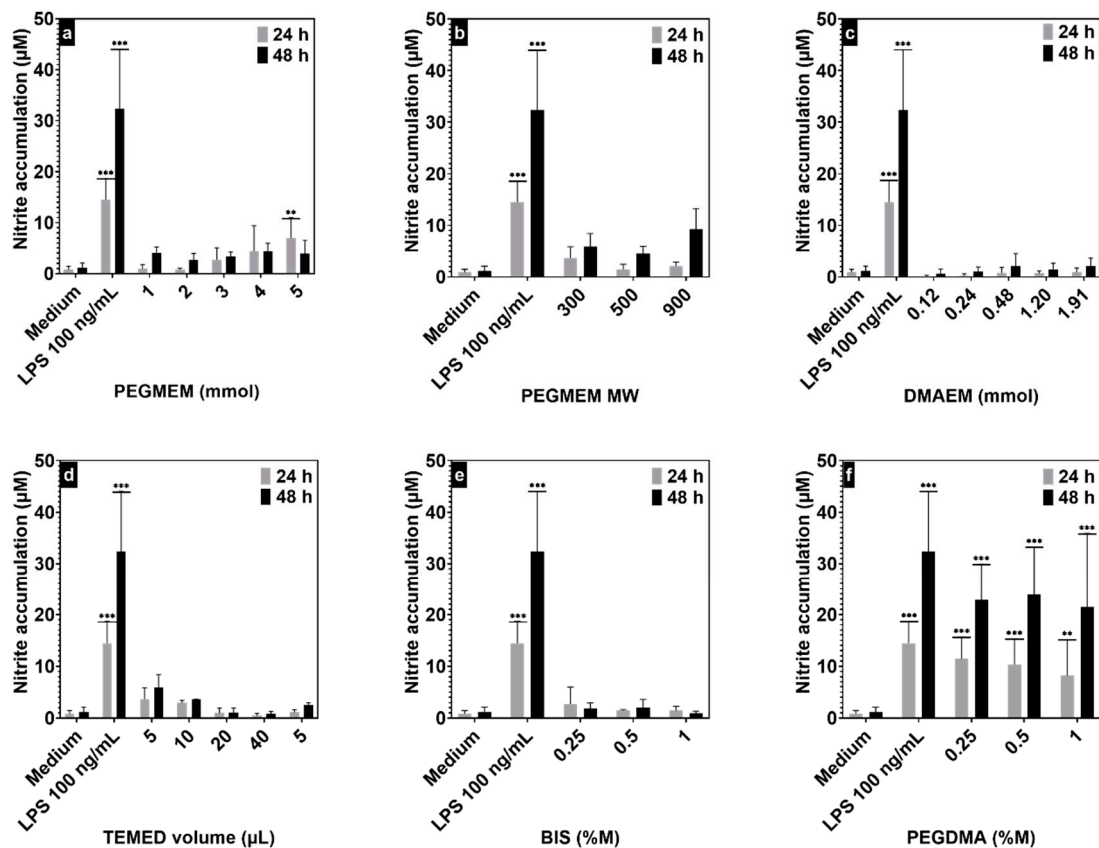 a
24 h
48 h
Nitrite accumulation (µM)
50
40
30
20
10
0
***
***
**
Medium
LPS 100 ng/mL
1
2
3
4
5
PEGMEM (mmol)
b
24 h
48 h
Nitrite accumulation (µM)
50
40
30
20
10
0
***
***
Medium
LPS 100 ng/mL
300
500
900
PEGMEM MW
c
24 h
48 h
Nitrite accumulation (µM)
50
40
30
20
10
0
***
***
Medium
LPS 100 ng/mL
0.12
0.24
0.48
1.20
1.91
DMAEM (mmol)
d
24 h
48 h
Nitrite accumulation (µM)
50
40
30
20
10
0
***
***
Medium
LPS 100 ng/mL
5
10
20
40
5
TEMED volume (µL)
e
24 h
48 h
Nitrite accumulation (µM)
50
40
30
20
10
0
***
***
Medium
LPS 100 ng/mL
0.25
0.5
1
BIS (%M)
f
24 h
48 h
Nitrite accumulation (µM)
50
40
30
20
10
0
***
***
***
***
***
***
**
***
Medium
LPS 100 ng/mL
0.25
0.5
1
PEGDMA (%M)